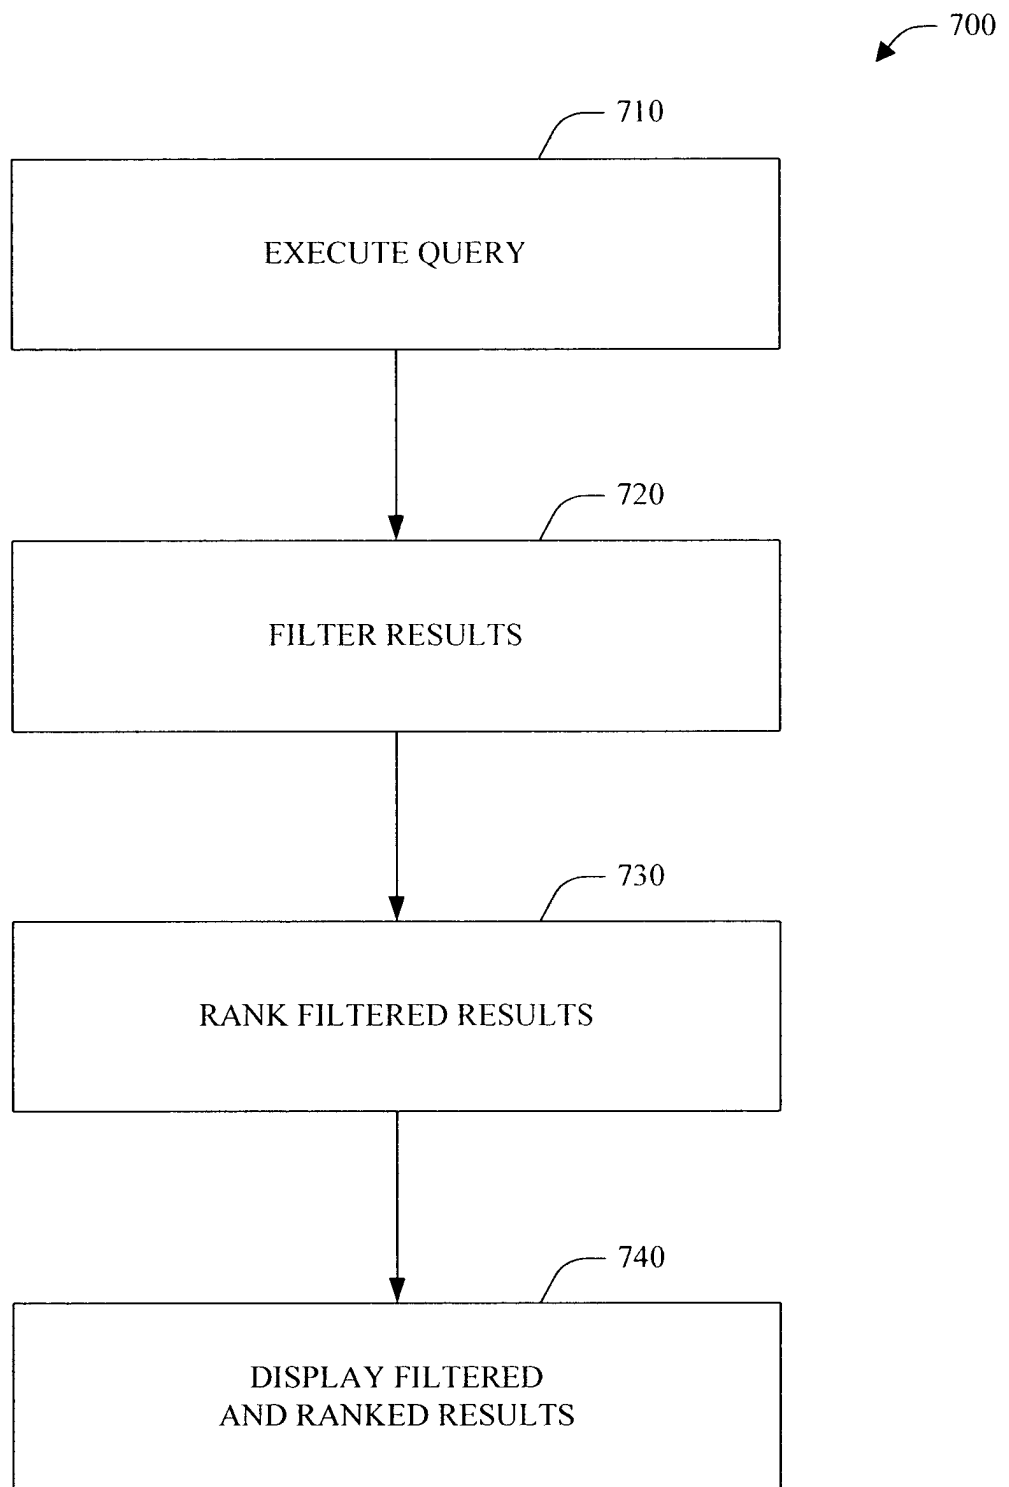 700
710
EXECUTE QUERY
720
FILTER RESULTS
730
RANK FILTERED RESULTS
740
DISPLAY FILTERED
AND RANKED RESULTS